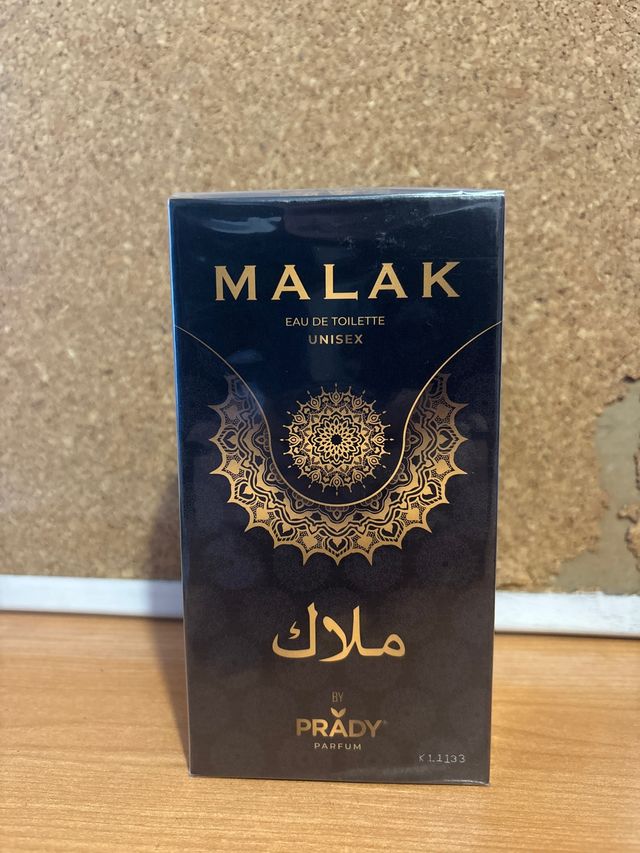 MALAK
EAU DE TOILETTE
UNISEX
ملاك
BY
PRADY®
PARFUM
K1.1133